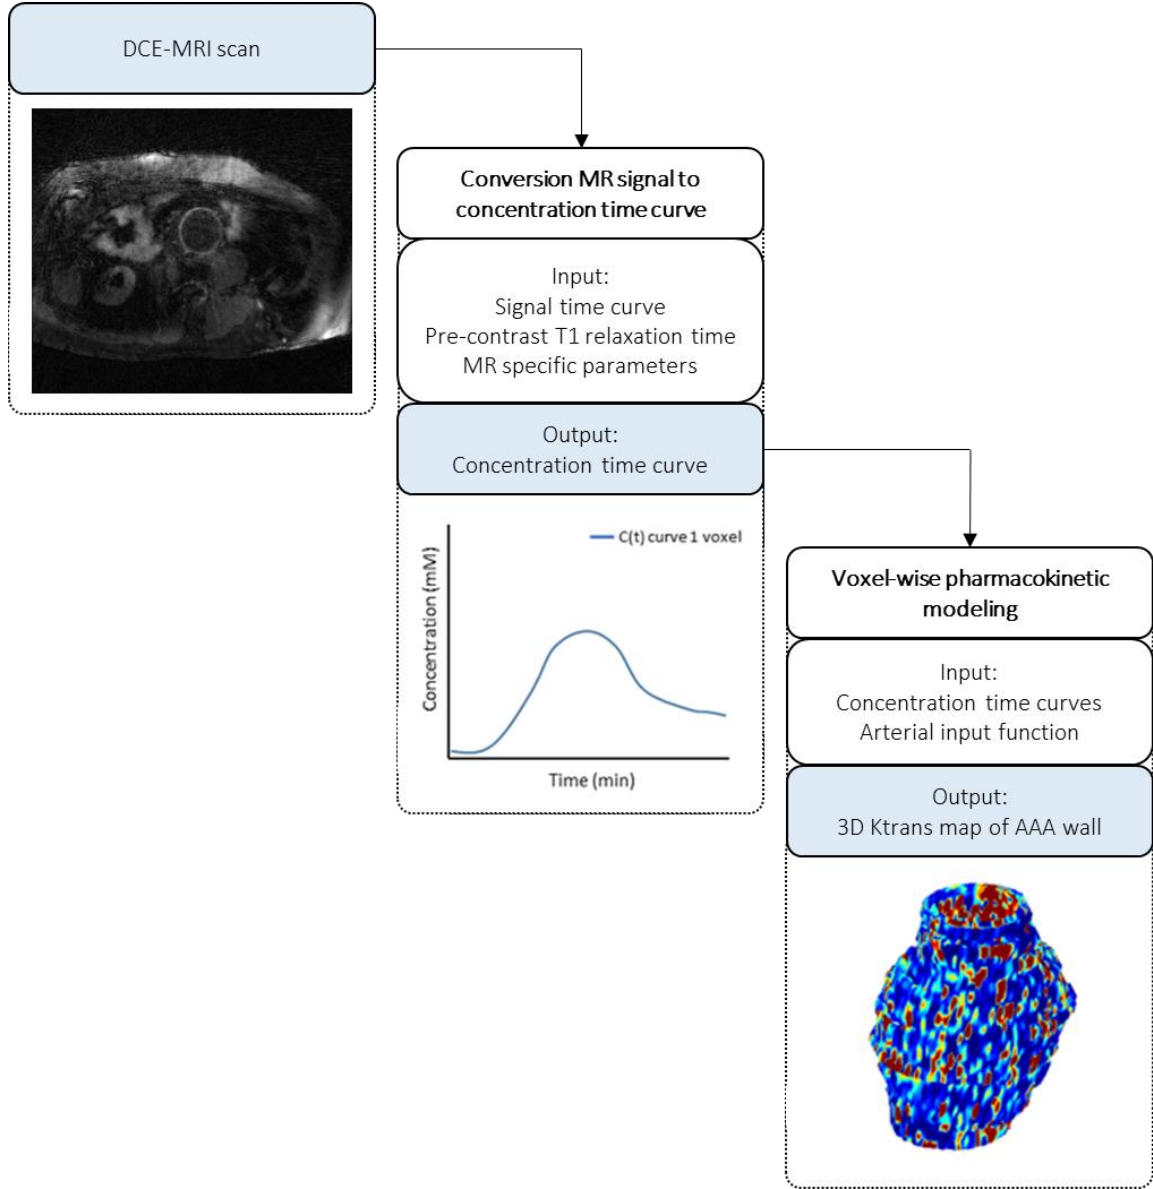 DCE-MRI scan
Conversion MR signal to
concentration time curve
Input:
Signal time curve
Pre-contrast T1 relaxation time
MR specific parameters
Output:
Concentration time curve
C(t) curve 1 voxel
Concentration (mM)
Time (min)
Voxel-wise pharmacokinetic
modeling
Input:
Concentration time curves
Arterial input function
Output:
3D Ktrans map of AAA wall